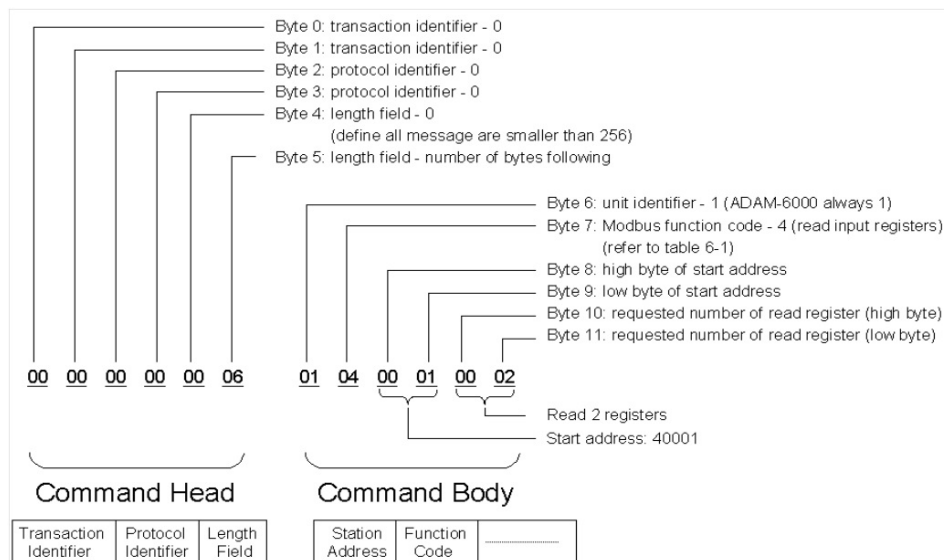 Byte 0: transaction identifier - 0
Byte 1: transaction identifier - 0
Byte 2: protocol identifier - 0
Byte 3: protocol identifier - 0
Byte 4: length field - 0
(define all message are smaller than 256)
Byte 5: length field - number of bytes following
Byte 6: unit identifier - 1 (ADAM-6000 always 1)
Byte 7: Modbus function code - 4 (read input registers)
(refer to table 6-1)
Byte 8: high byte of start address
Byte 9: low byte of start address
Byte 10: requested number of read register (high byte)
Byte 11: requested number of read register (low byte)
00 00 00 00 00 06 01 04 00 01 00 02
Read 2 registers
Start address: 40001
Command Head Command Body
Transaction Protocol Length Station Function
Identifier Identifier Field Address Code